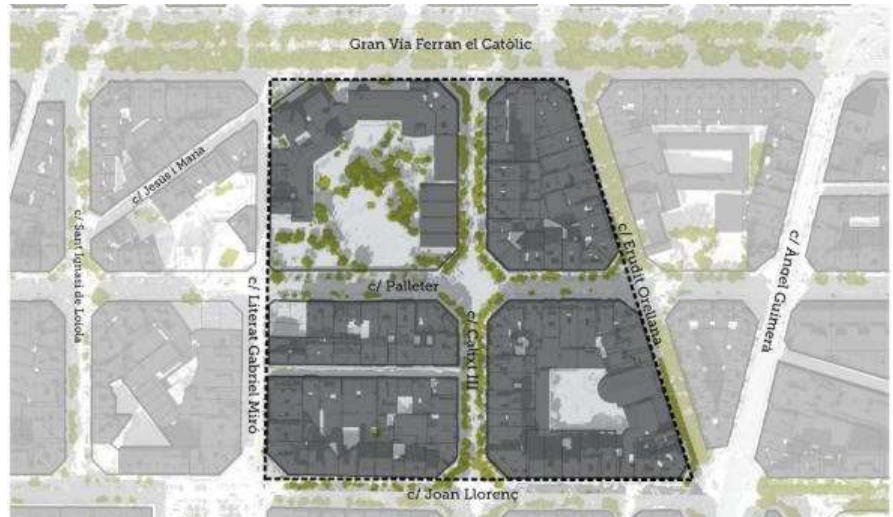 Gran Vía Ferran el Catòlic
c/ Jesús i Maria
c/ Sant Ignasi de Loiola
c/ Literat Gabriel Miró
c/ Palleter
c/ Calixt III
c/ Erudit Orellana
c/ Àngel Guimerà
c/ Joan Llorenç